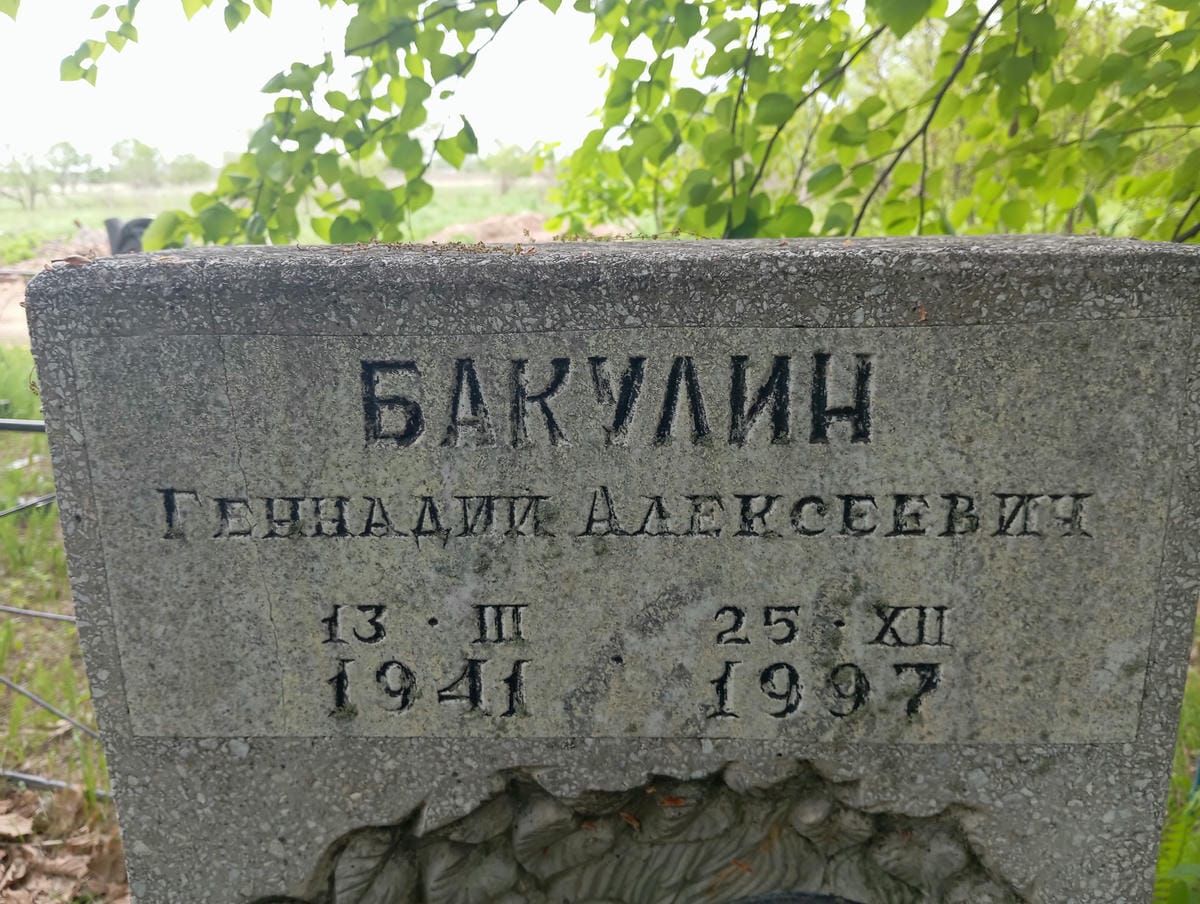 БАКУЛИН
Геннадий Алексеевич
13 · III 25 · XII
1941 · 1997